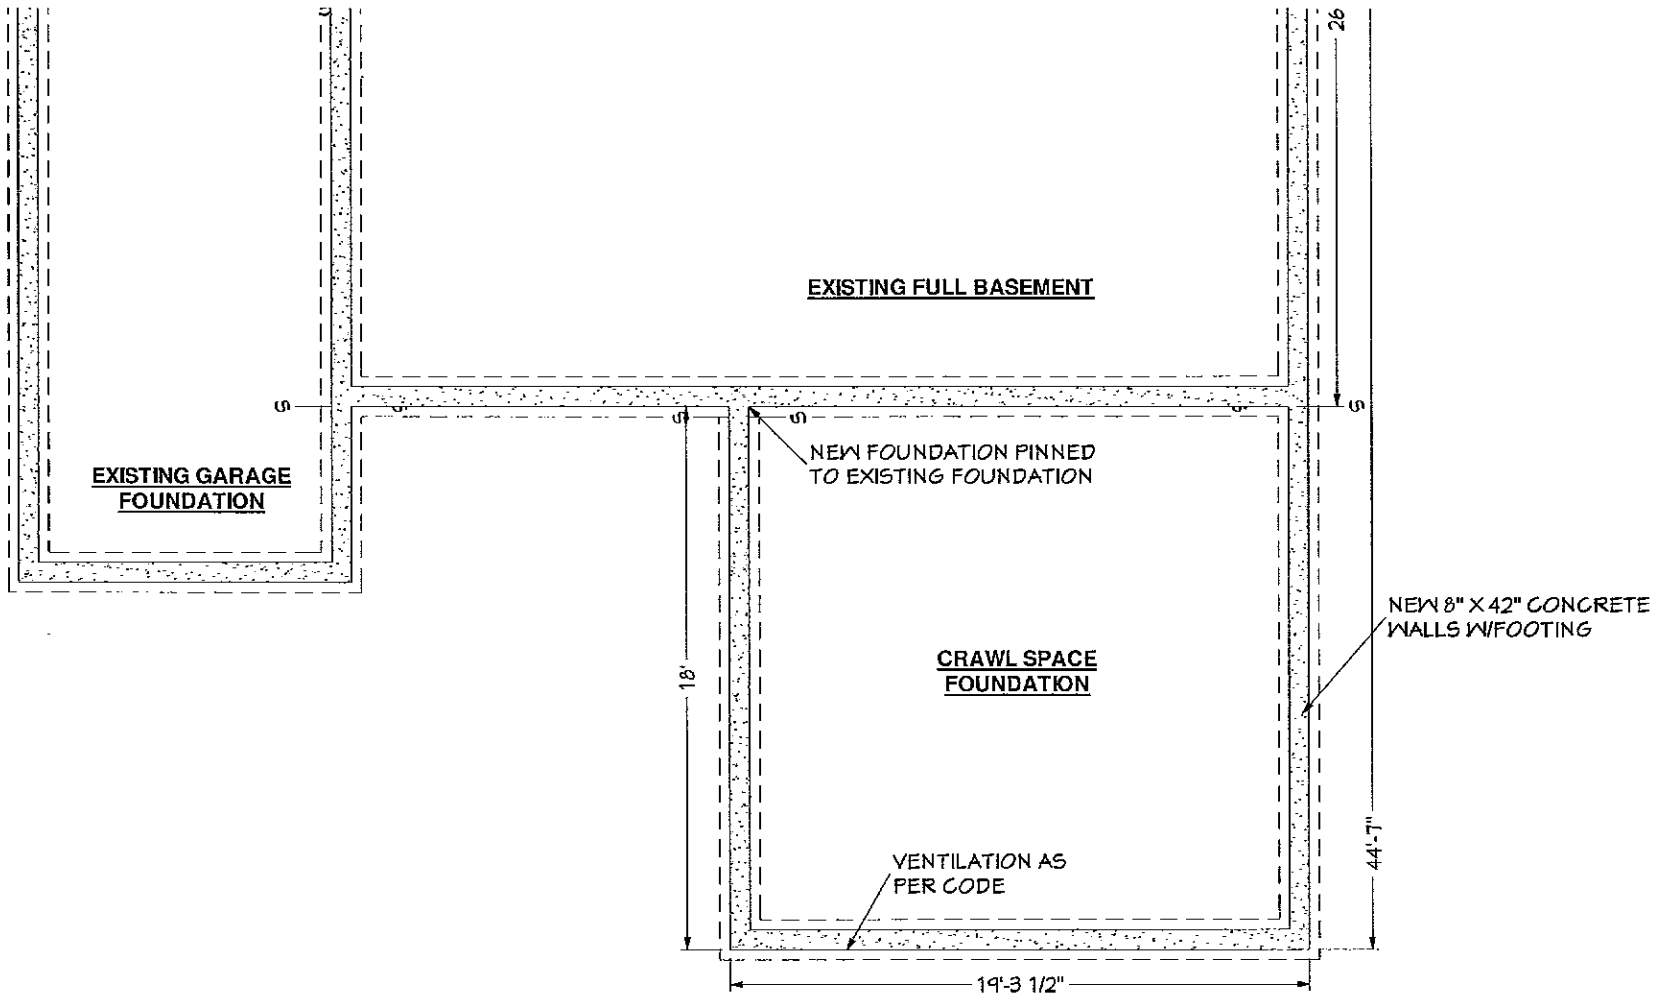 26
EXISTING FULL BASEMENT
S
S
S
S
S
S
NEW FOUNDATION PINNED
TO EXISTING FOUNDATION
EXISTING GARAGE
FOUNDATION
NEW 8" X 42" CONCRETE
WALLS W/FOOTING
CRAWL SPACE
FOUNDATION
18'
44'-7"
VENTILATION AS
PER CODE
19'-3 1/2"